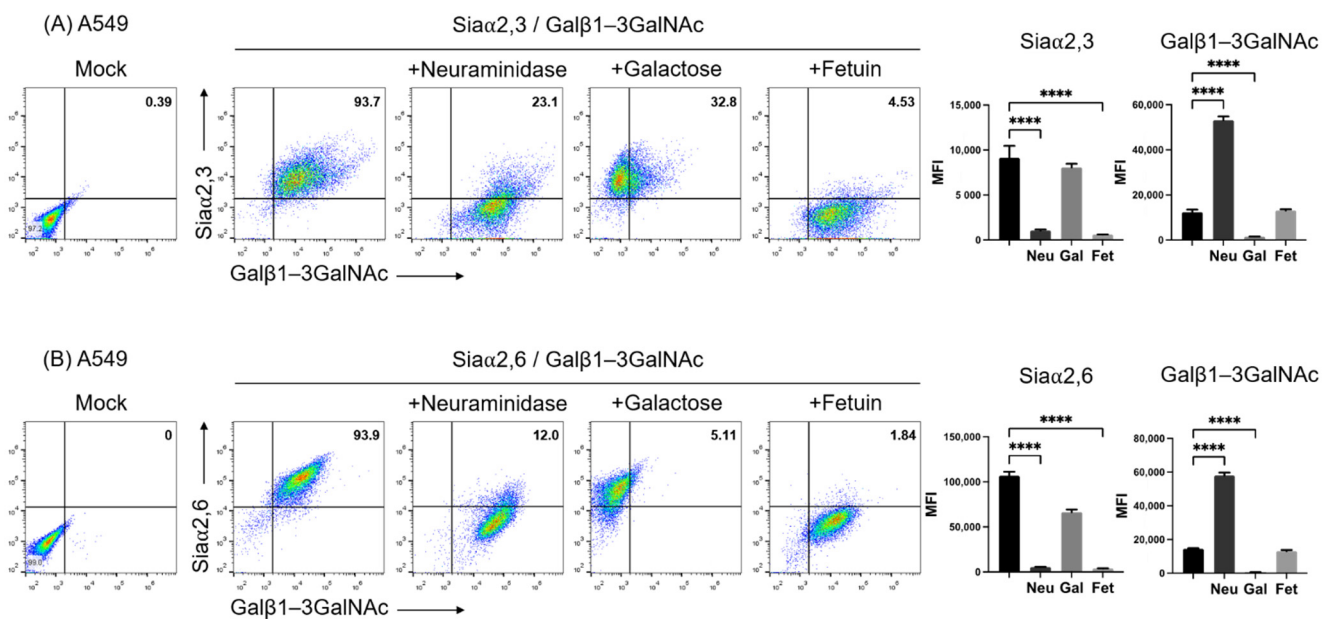 (A) A549
Siaα2,3 / Galβ1–3GalNAc
Mock
+Neuraminidase
+Galactose
+Fetuin
0.39
93.7
23.1
32.8
4.53
Siaα2,3
Galβ1–3GalNAc
Siaα2,3
MFI
15,000
10,000
5 000
0
****
****
Neu Gal Fet
Galβ1–3GalNAc
MFI
60,000
40,000
20,000
0
****
****
Neu Gal Fet
(B) A549
Siaα2,6 / Galβ1–3GalNAc
Mock
+Neuraminidase
+Galactose
+Fetuin
0
93.9
12.0
5.11
1.84
99.0
Siaα2,6
Galβ1–3GalNAc
Siaα2,6
MFI
150,000
100,000
50,000
0
****
****
Neu Gal Fet
Galβ1–3GalNAc
MFI
80,000
60,000
40,000
20,000
0
****
****
Neu Gal Fet